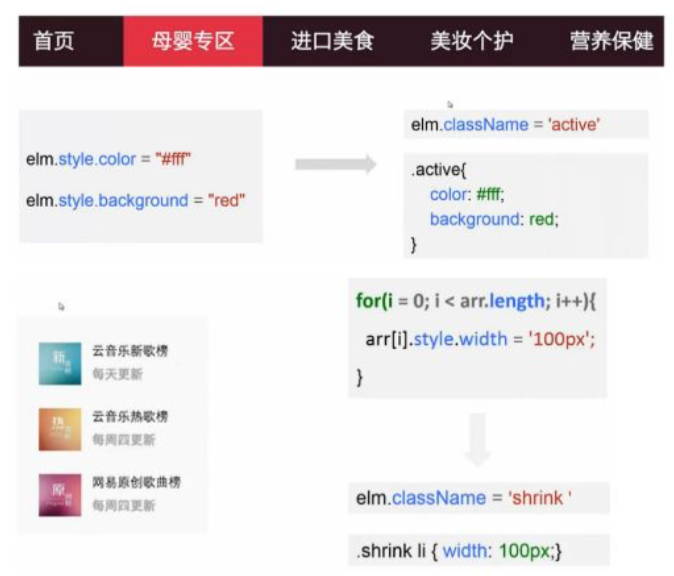 首页 母婴专区 进口美食 美妆个护 营养保健
elm.style.color = "#fff"
elm.style.background = "red"
elm.className = 'active'
.active{
color: #fff;
background: red;
}
for(i = 0; i < arr.length; i++){
arr[i].style.width = '100px';
}
elm.className = 'shrink '
.shrink li { width: 100px;}
新
云音乐新歌榜
每天更新
热
云音乐热歌榜
每周四更新
原
网易原创歌曲榜
每周四更新